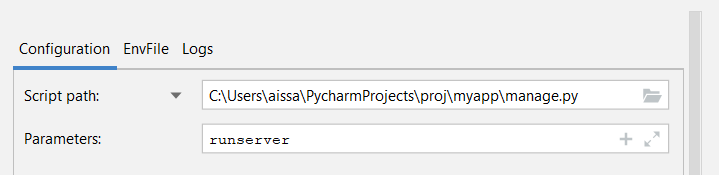 Configuration EnvFile Logs
Script path: C:\Users\aissa\PycharmProjects\proj\myapp\manage.py
Parameters: runserver